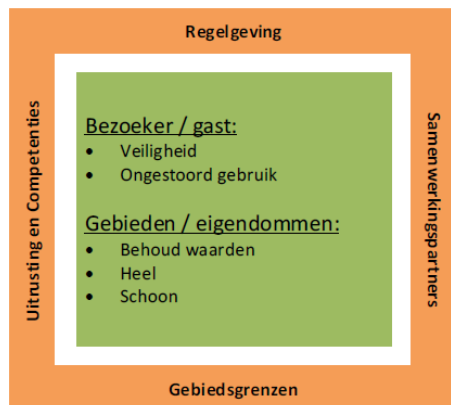 Regelgeving
Uitrusting en Competenties
Bezoeker / gast:
• Veiligheid
• Ongestoord gebruik
Gebieden / eigendommen:
• Behoud waarden
• Heel
• Schoon
Samenwerkingspartners
Gebiedsgrenzen